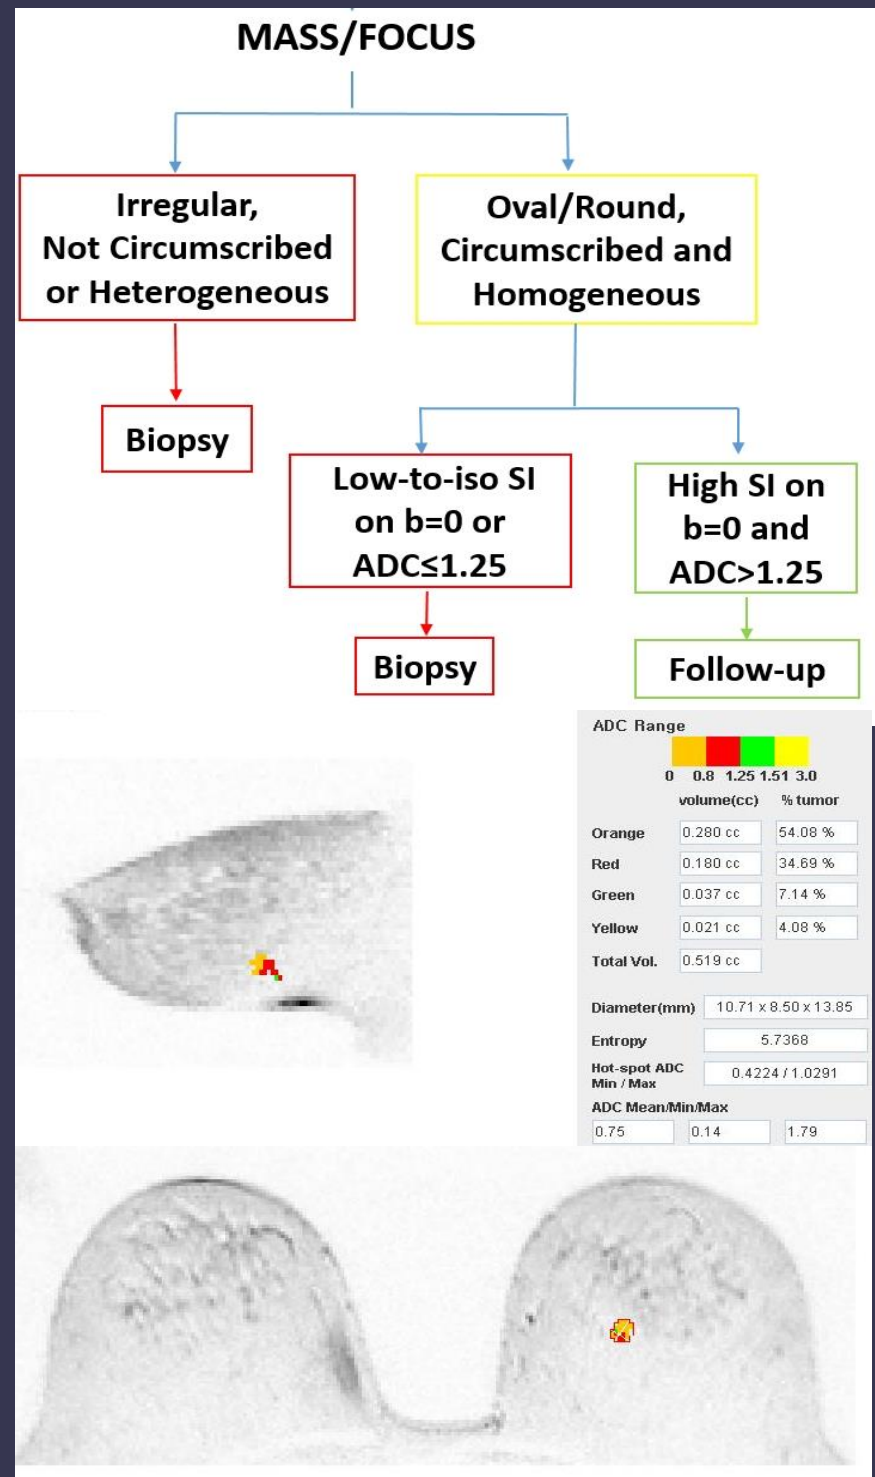 MASS/FOCUS
Irregular,
Not Circumscribed
or Heterogeneous
Oval/Round,
Circumscribed and
Homogeneous
Biopsy
Low-to-iso SI
on b=0 or
ADC≤1.25
High SI on
b=0 and
ADC>1.25
Biopsy
Follow-up
ADC Range
0 0.8 1.25 1.51 3.0
volume(cc) % tumor
Orange 0.280 cc 54.08 %
Red 0.180 cc 34.69 %
Green 0.037 cc 7.14 %
Yellow 0.021 cc 4.08 %
Total Vol. 0.519 cc
Diameter(mm) 10.71 x 8.50 x 13.85
Entropy 5.7368
Hot-spot ADC
Min / Max 0.4224 / 1.0291
ADC Mean/Min/Max
0.75 0.14 1.79